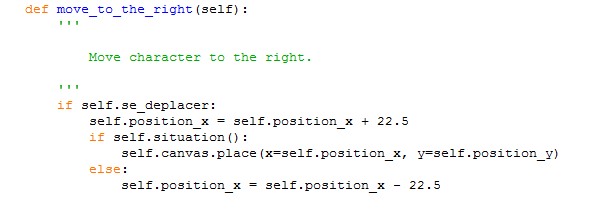 def move_to_the_right(self):
'''
Move character to the right.
'''
if self.se_deplacer:
self.position_x = self.position_x + 22.5
if self.situation():
self.canvas.place(x=self.position_x, y=self.position_y)
else:
self.position_x = self.position_x - 22.5